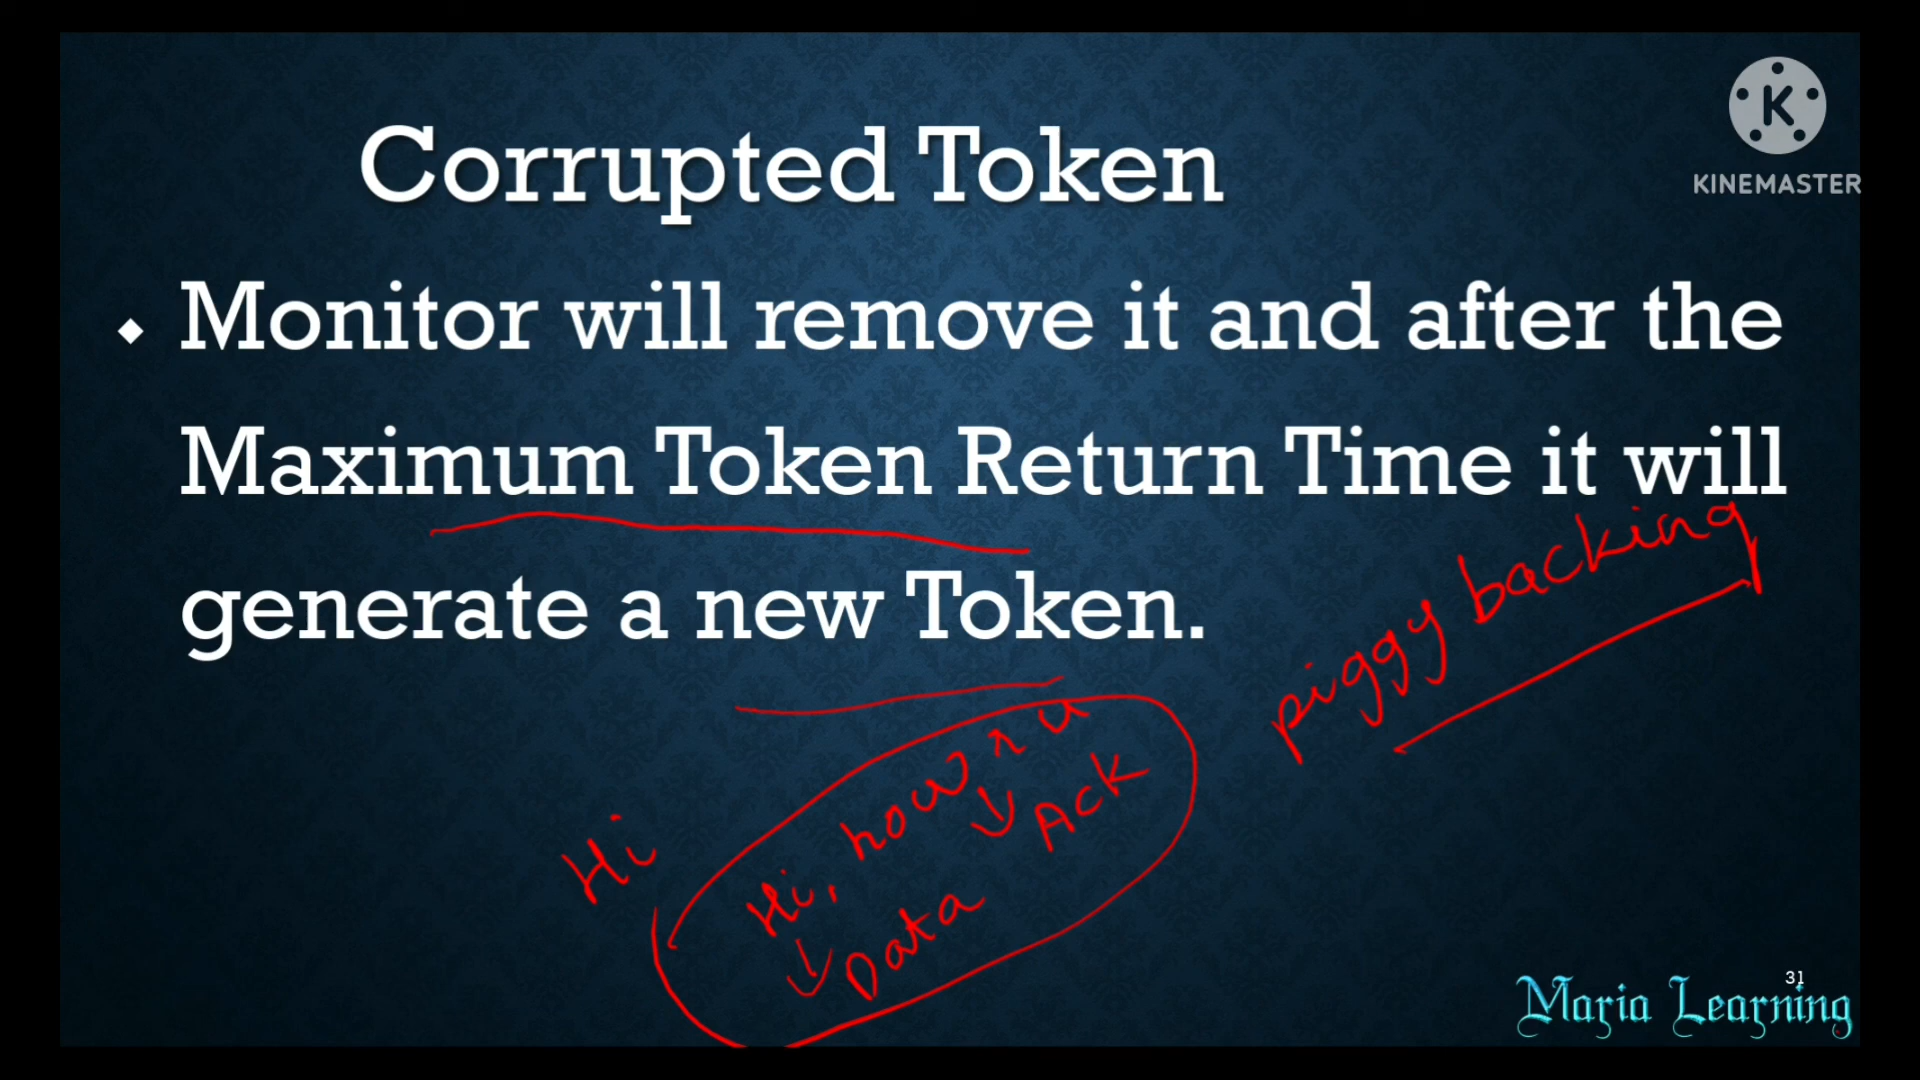 Corrupted Token
K
KINEMASTER
Monitor will remove it and after the
Maximum Token Return Time it will
generate a new Token.
piggy backing
Hi
Hi, how r u
Data
Ack
31
Maria Learning